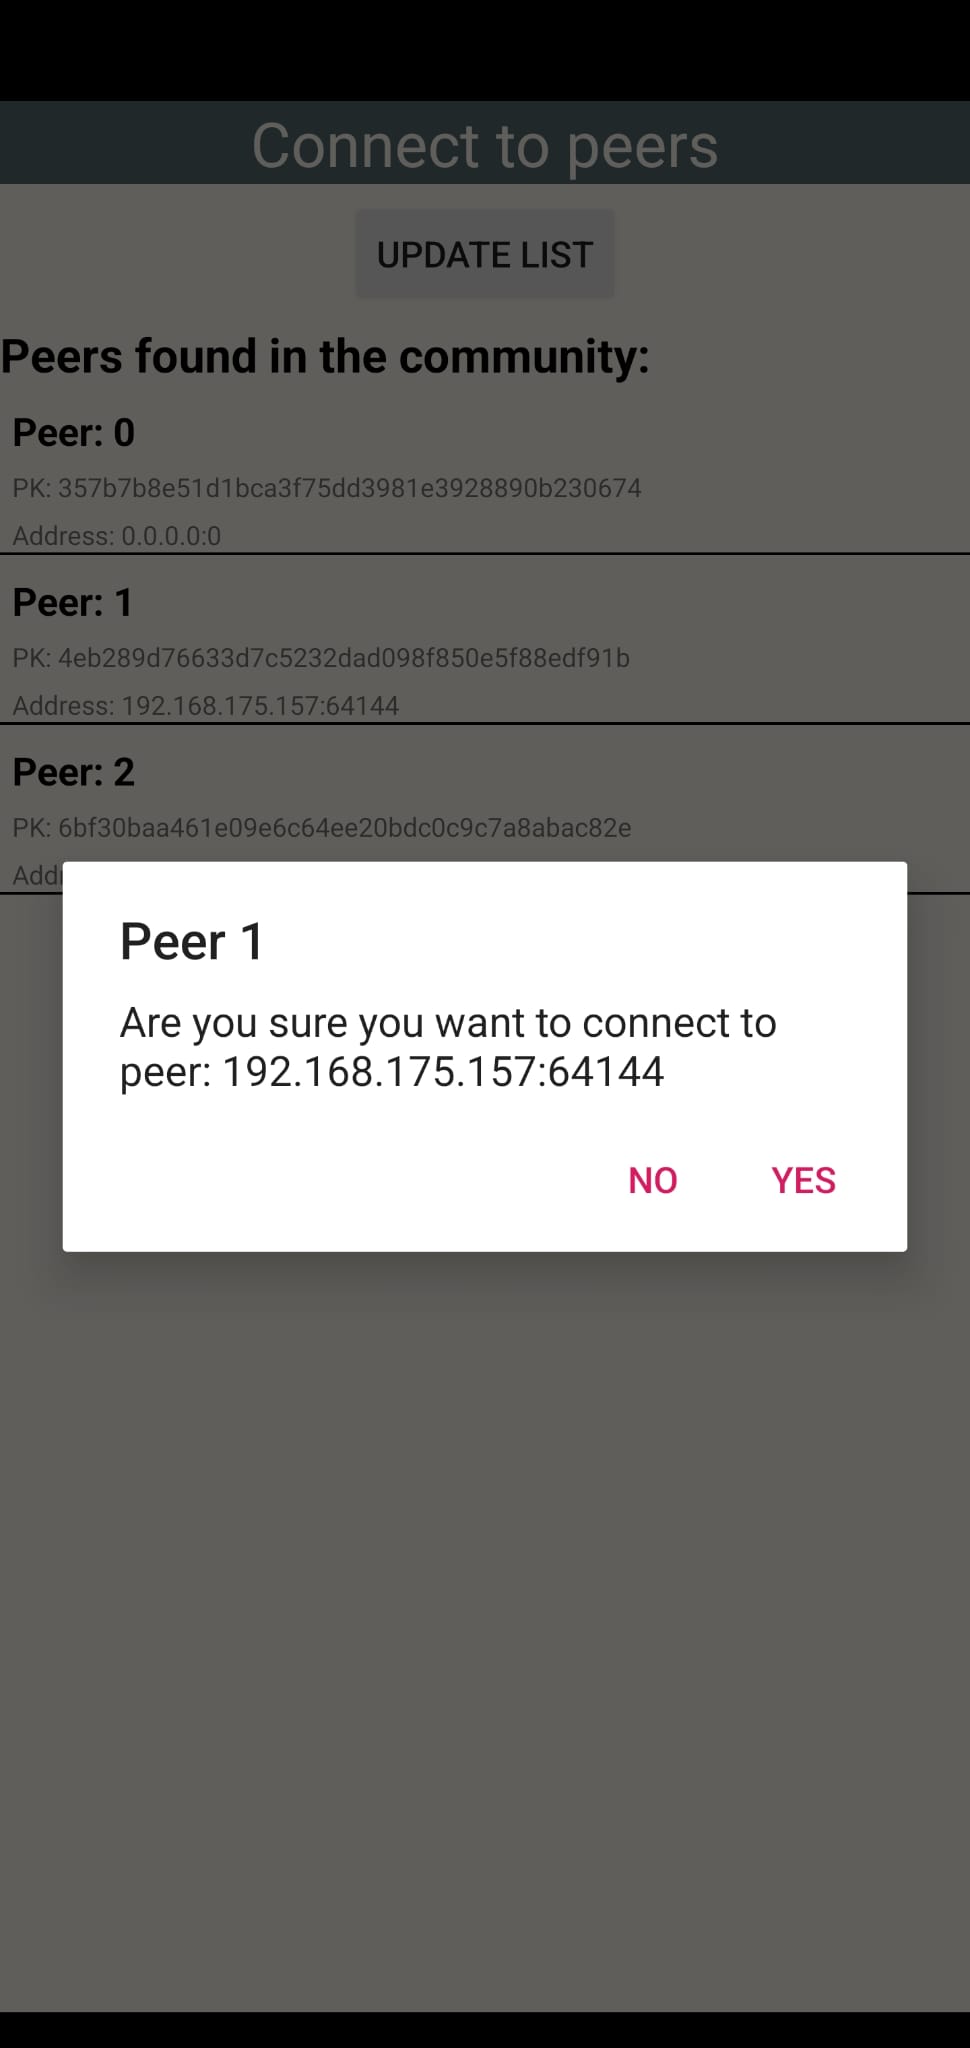 Connect to peers
UPDATE LIST
Peers found in the community:
Peer: 0
PK: 357b7b8e51d1bca3f75dd3981e3928890b230674
Address: 0.0.0.0:0
Peer: 1
PK: 4eb289d76633d7c5232dad098f850e5f88edf91b
Address: 192.168.175.157:64144
Peer: 2
PK: 6bf30baa461e09e6c64ee20bdc0c9c7a8abac82e
Peer 1
Are you sure you want to connect to
peer: 192.168.175.157:64144
NO YES